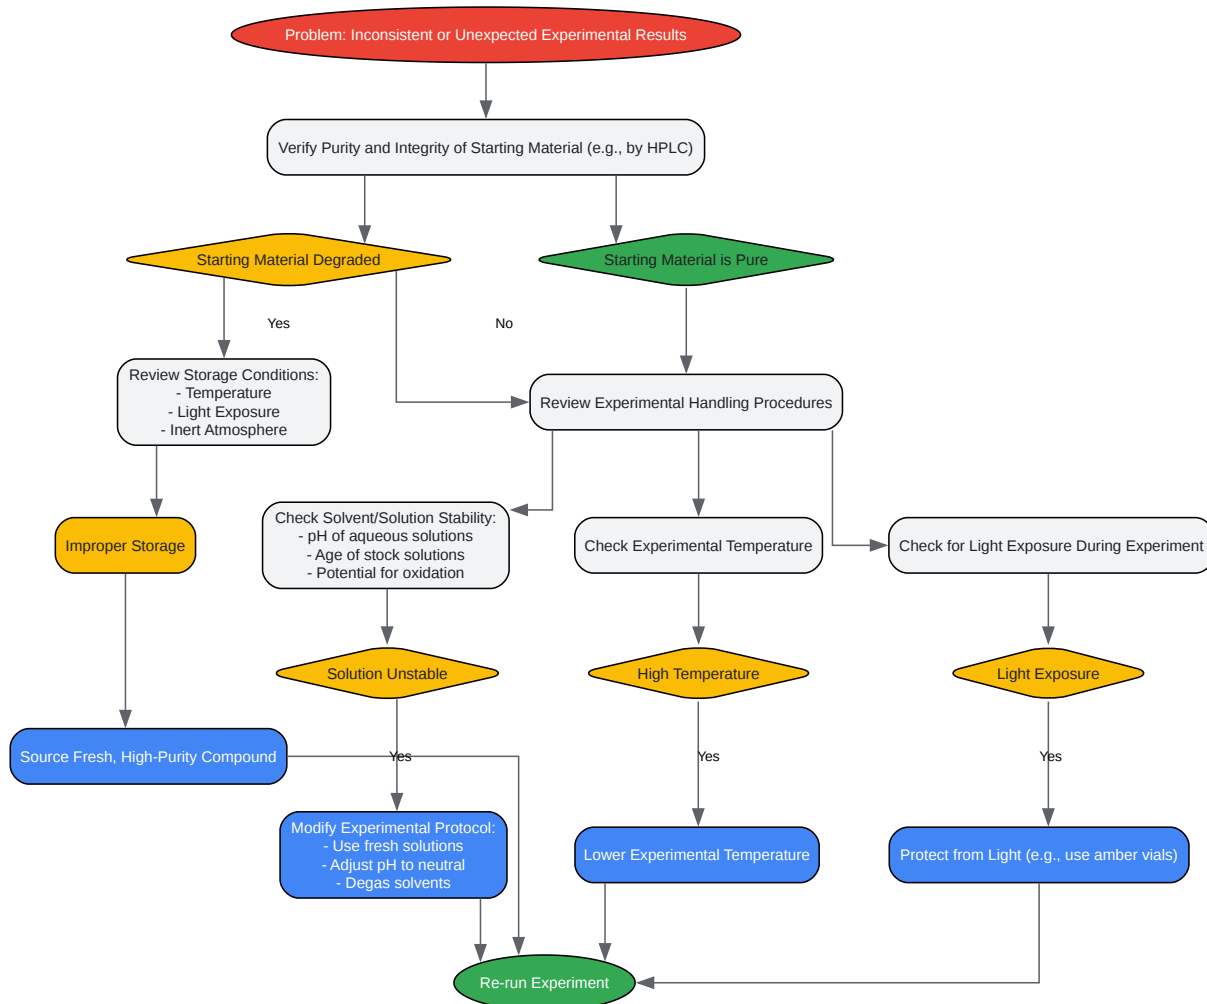 Problem: Inconsistent or Unexpected Experimental Results
Verify Purity and Integrity of Starting Material (e.g., by HPLC)
Starting Material Degraded
Starting Material is Pure
Yes
No
Review Storage Conditions:
- Temperature
- Light Exposure
- Inert Atmosphere
Review Experimental Handling Procedures
Improper Storage
Check Solvent/Solution Stability:
- pH of aqueous solutions
- Age of stock solutions
- Potential for oxidation
Check Experimental Temperature
Check for Light Exposure During Experiment
Solution Unstable
High Temperature
Light Exposure
Source Fresh, High-Purity Compound
Yes
Yes
Yes
Modify Experimental Protocol:
- Use fresh solutions
- Adjust pH to neutral
- Degas solvents
Lower Experimental Temperature
Protect from Light (e.g., use amber vials)
Re-run Experiment